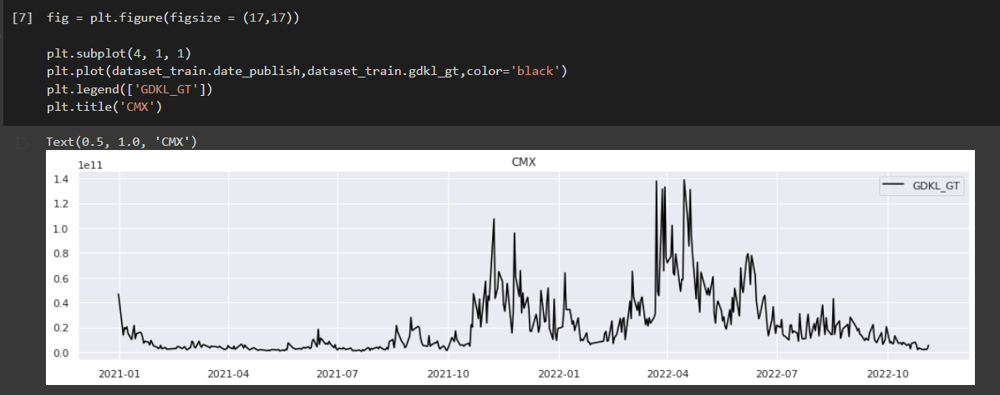 [7] fig = plt.figure(figsize = (17,17))
plt.subplot(4, 1, 1)
plt.plot(dataset_train.date_publish,dataset_train.gdkl_gt,color='black')
plt.legend(['GDKL_GT'])
plt.title('CMX')
Text(0.5, 1.0, 'CMX')
CMX
1e11
GDKL_GT
1.4
1.2
1.0
0.8
0.6
0.4
0.2
0.0
2021-01 2021-04 2021-07 2021-10 2022-01 2022-04 2022-07 2022-10